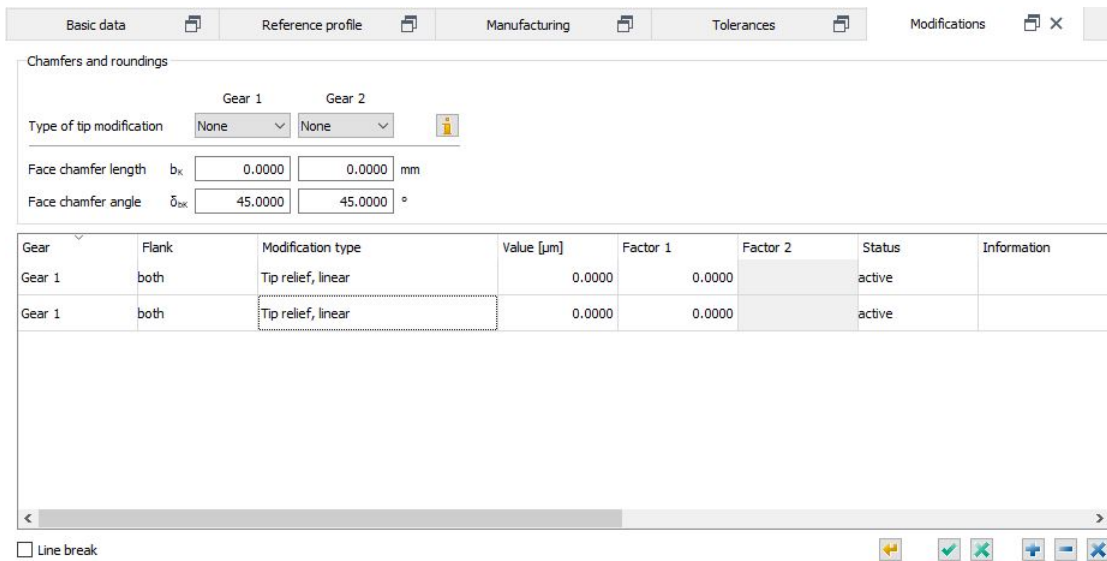 Basic data Reference profile Manufacturing Tolerances Modifications
Chamfers and roundings
Gear 1 Gear 2
Type of tip modification None None
Face chamfer length bK 0.0000 0.0000 mm
Face chamfer angle δbK 45.0000 45.0000 °
Gear Flank Modification type Value [µm] Factor 1 Factor 2 Status Information
Gear 1 both Tip relief, linear 0.0000 0.0000 active
Gear 1 both Tip relief, linear 0.0000 0.0000 active
Line break